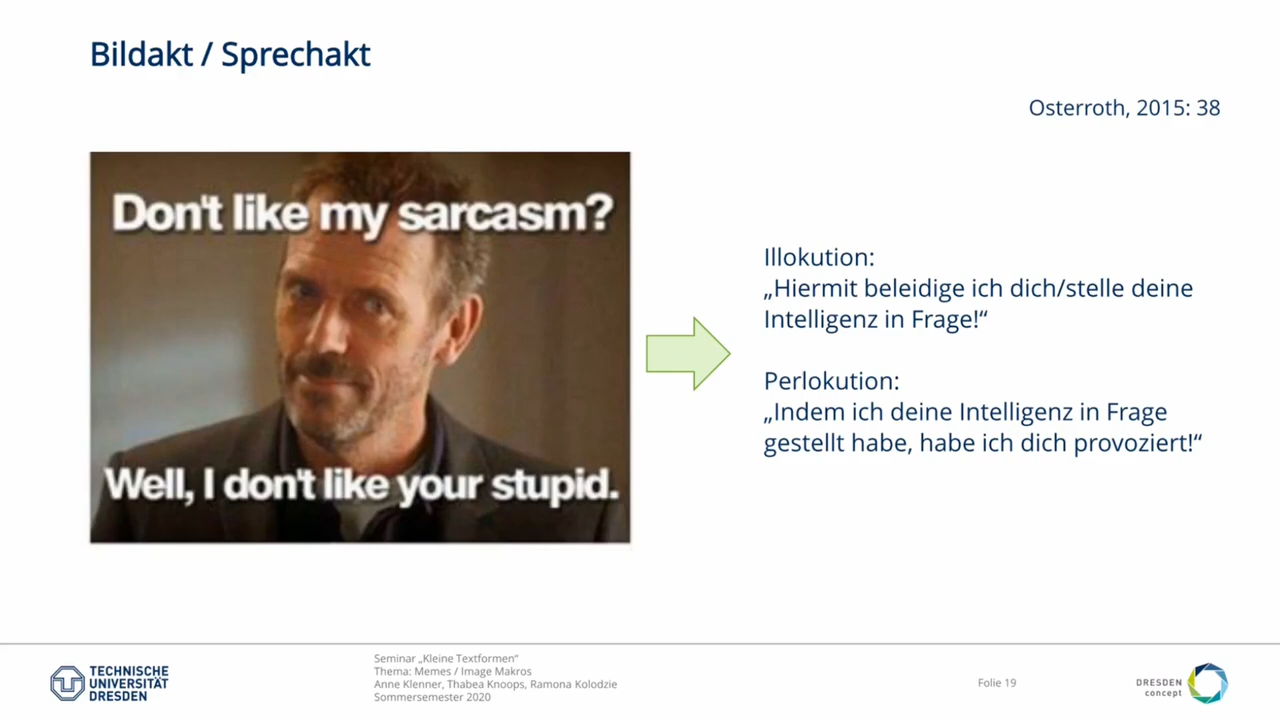 Bildakt / Sprechakt
Osterroth, 2015: 38
Don't like my sarcasm?
Well, I don't like your stupid.
Illokution:
„Hiermit beleidige ich dich/stelle deine
Intelligenz in Frage!“
Perlokution:
„Indem ich deine Intelligenz in Frage
gestellt habe, habe ich dich provoziert!“
TECHNISCHE
UNIVERSITÄT
DRESDEN
Seminar „Kleine Textformen“
Thema: Memes / Image Makros
Anne Klenner, Thabea Knoops, Ramona Kolodzie
Sommersemester 2020
Folie 19
DRESDEN
concept